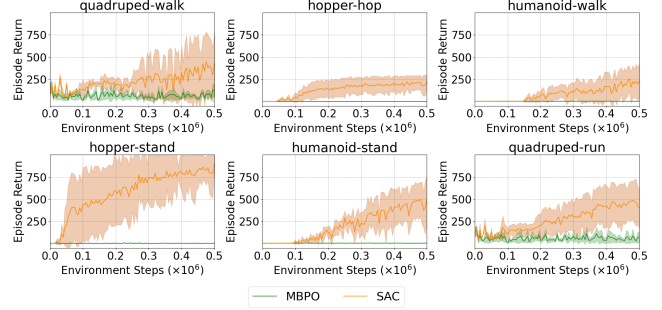 quadruped-walk
hopper-hop
humanoid-walk
Episode Return
750
500
250
0.0 0.1 0.2 0.3 0.4 0.5
Environment Steps (×10⁶)
Episode Return
750
500
250
0.0 0.1 0.2 0.3 0.4 0.5
Environment Steps (×10⁶)
Episode Return
750
500
250
0.0 0.1 0.2 0.3 0.4 0.5
Environment Steps (×10⁶)
hopper-stand
humanoid-stand
quadruped-run
Episode Return
750
500
250
0.0 0.1 0.2 0.3 0.4 0.5
Environment Steps (×10⁶)
Episode Return
750
500
250
0.0 0.1 0.2 0.3 0.4 0.5
Environment Steps (×10⁶)
Episode Return
750
500
250
0.0 0.1 0.2 0.3 0.4 0.5
Environment Steps (×10⁶)
MBPO SAC